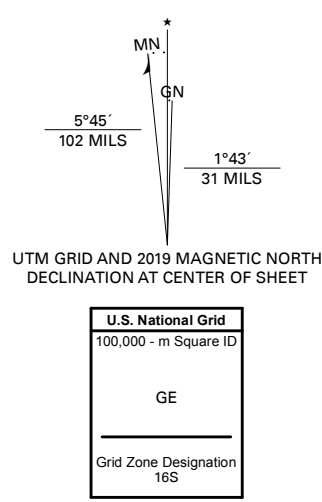 ★
MN
GN
5°45´
102 MILS
1°43´
31 MILS
UTM GRID AND 2019 MAGNETIC NORTH
DECLINATION AT CENTER OF SHEET
U.S. National Grid
100,000 - m Square ID
GE
Grid Zone Designation
16S